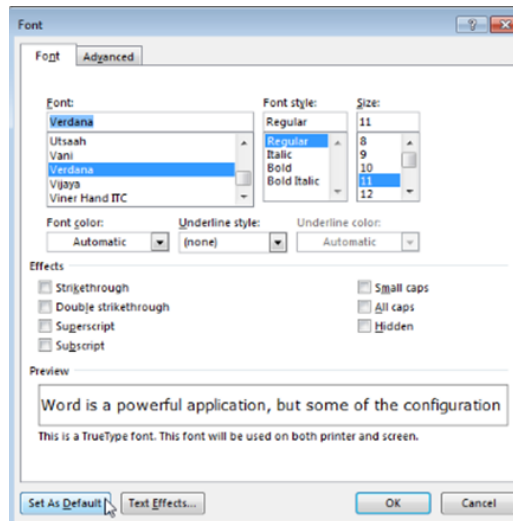 Font
Font Advanced
Font: Font style: Size:
Verdana Regular 11
Utsaah Regular 8
Vani Italic 9
Verdana Bold 10
Vijaya Bold Italic 11
Viner Hand ITC 12
Font color: Underline style: Underline color:
Automatic (none) Automatic
Effects
Strikethrough Small caps
Double strikethrough All caps
Superscript Hidden
Subscript
Preview
Word is a powerful application, but some of the configuration
This is a TrueType font. This font will be used on both printer and screen.
Set As Default Text Effects... OK Cancel